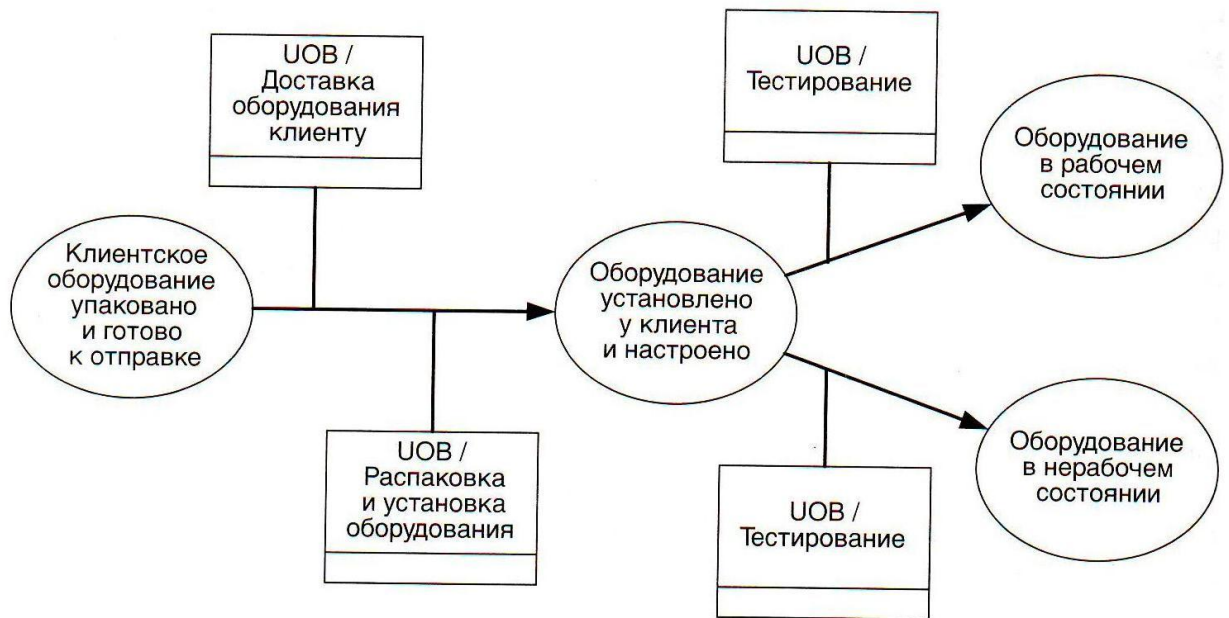 UOB /
Доставка
оборудования
клиенту
UOB /
Тестирование
Оборудование
в рабочем
состоянии
Клиентское
оборудование
упаковано
и готово
к отправке
Оборудование
установлено
у клиента
и настроено
UOB /
Распаковка
и установка
оборудования
UOB /
Тестирование
Оборудование
в нерабочем
состоянии